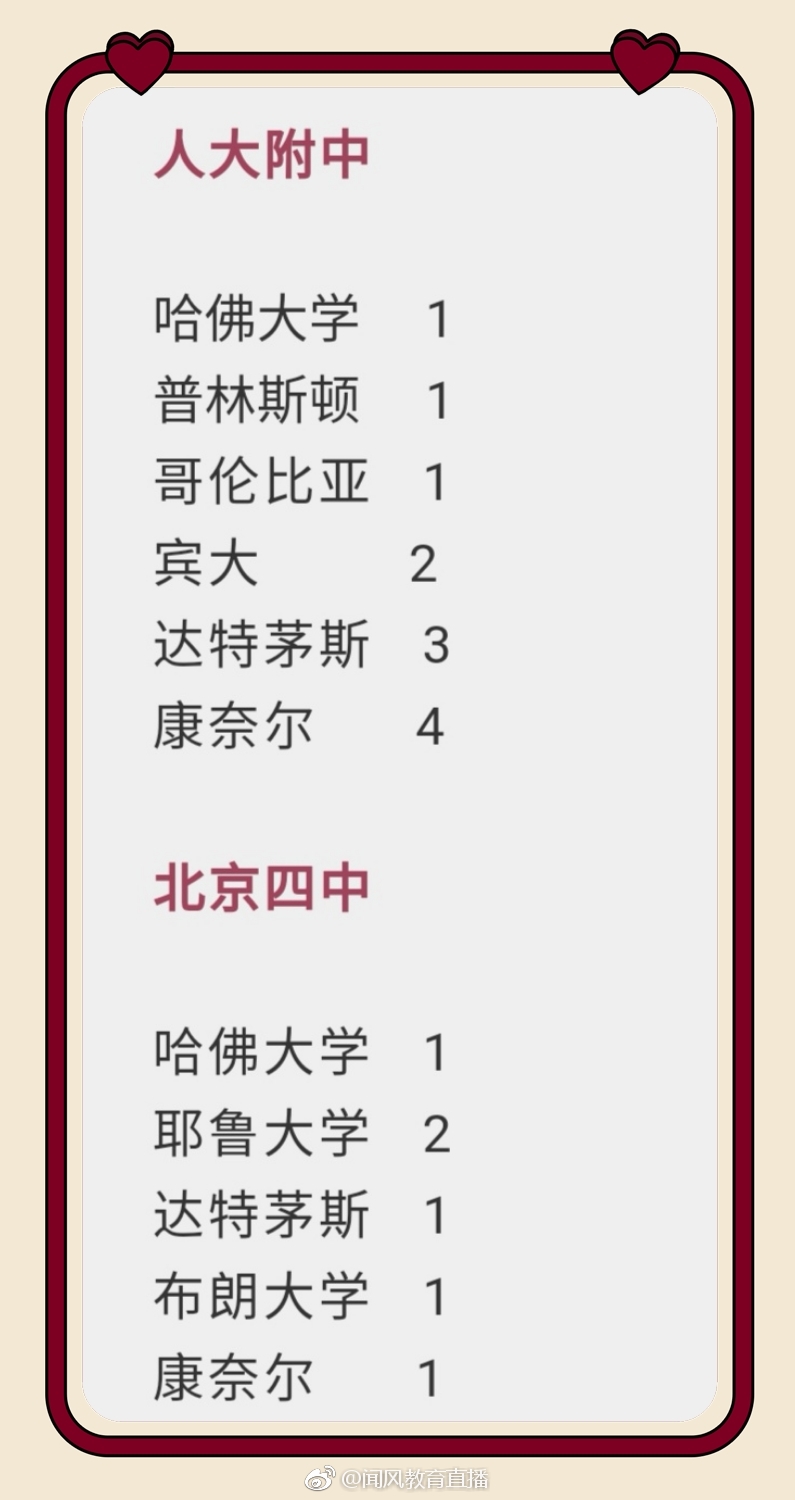 人大附中
哈佛大学 1
普林斯顿 1
哥伦比亚 1
宾大 2
达特茅斯 3
康奈尔 4
北京四中
哈佛大学 1
耶鲁大学 2
达特茅斯 1
布朗大学 1
康奈尔 1
@闻风教育直播